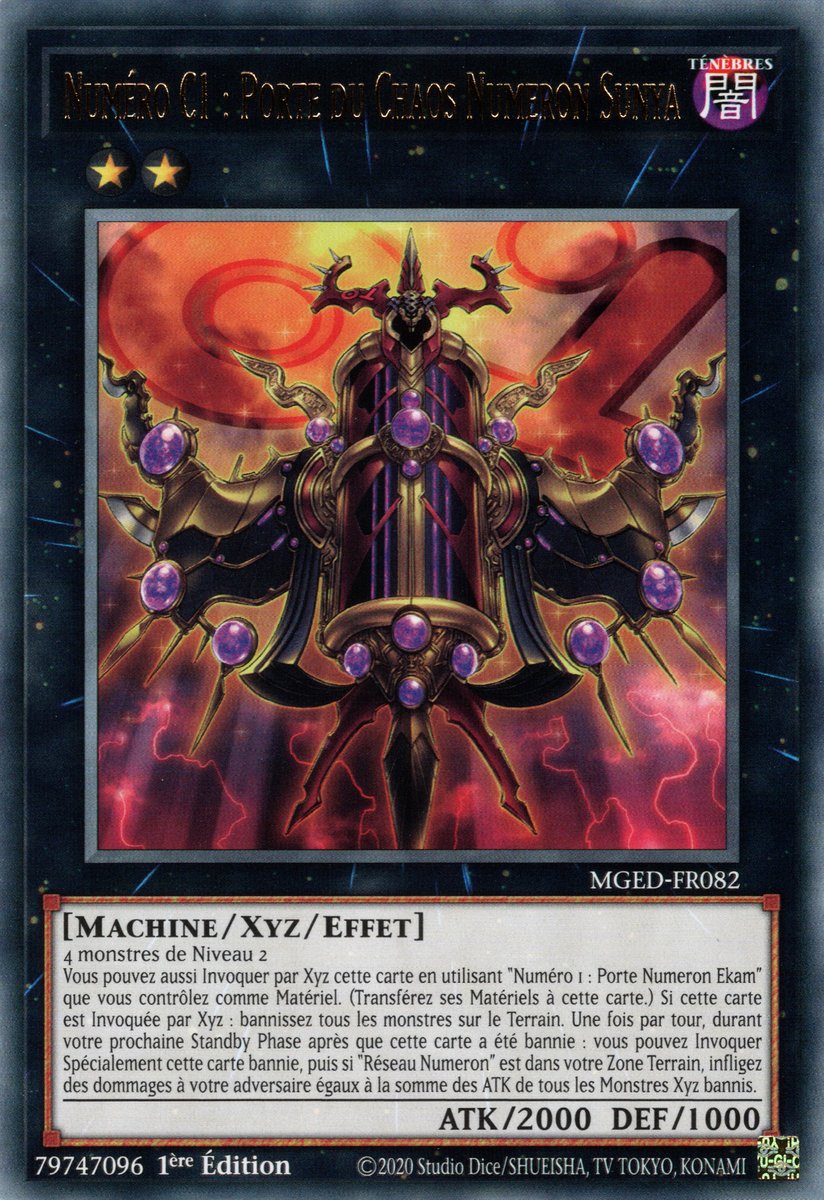 TÉNÈBRES
Numéro C1 : Porte du Chaos Numeron Sunya
闇
01
MGED-FR082
[Machine/Xyz/Effet]
4 monstres de Niveau 2
Vous pouvez aussi Invoquer par Xyz cette carte en utilisant "Numéro 1 : Porte Numeron Ekam"
que vous contrôlez comme Matériel. (Transférez ses Matériels à cette carte.) Si cette carte
est Invoquée par Xyz : bannissez tous les monstres sur le Terrain. Une fois par tour, durant
votre prochaine Standby Phase après que cette carte a été bannie : vous pouvez Invoquer
Spécialement cette carte bannie, puis si "Réseau Numeron" est dans votre Zone Terrain, infligez
des dommages à votre adversaire égaux à la somme des ATK de tous les Monstres Xyz bannis.
ATK/2000 DEF/1000
79747096 1ère Édition ©2020 Studio Dice/SHUEISHA, TV TOKYO, KONAMI